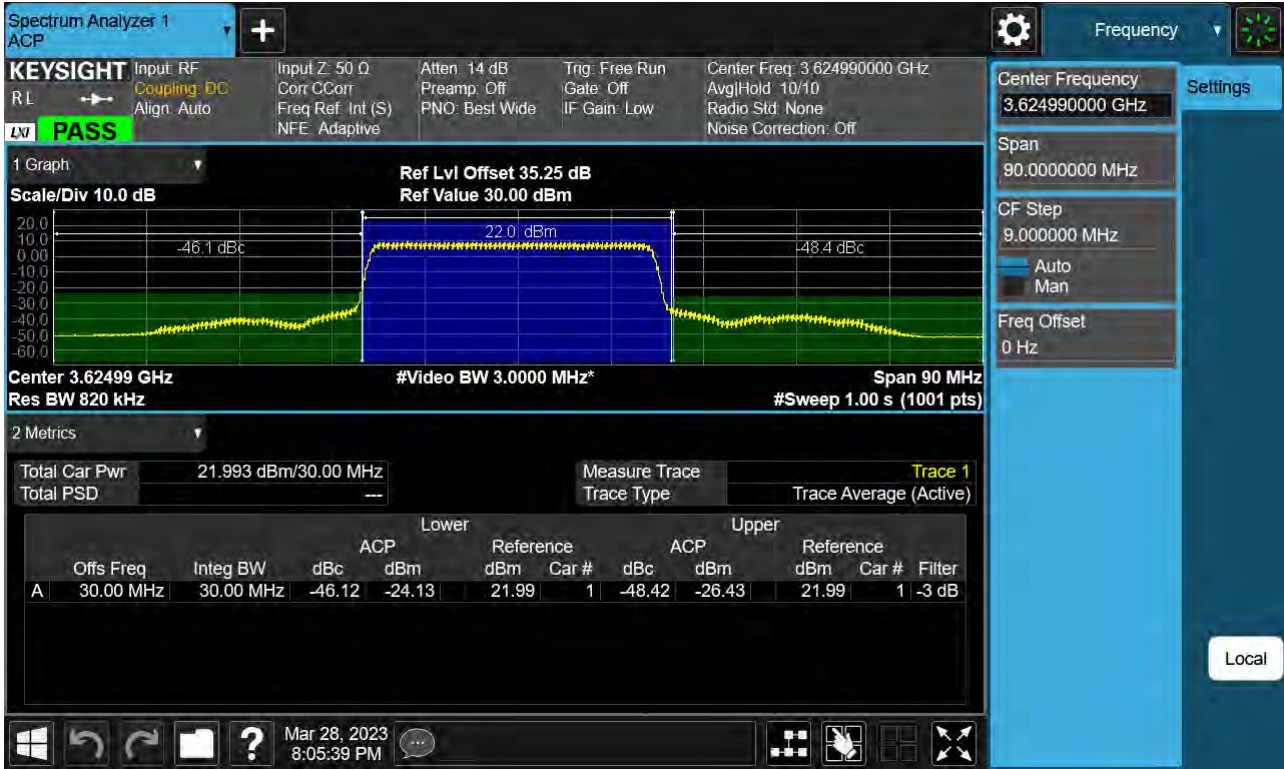 Spectrum Analyzer 1
ACP
Frequency
KEYSIGHT
R L
LXI
PASS
Input: RF
Coupling: DC
Align: Auto
Input Z: 50 Ω
Corr CCorr
Freq Ref: Int (S)
NFE: Adaptive
Atten: 14 dB
Preamp: Off
PNO: Best Wide
Trig: Free Run
Gate: Off
IF Gain: Low
Center Freq: 3.624990000 GHz
Avg|Hold: 10/10
Radio Std: None
Noise Correction: Off
Center Frequency
3.624990000 GHz
Settings
Span
90.0000000 MHz
CF Step
9.000000 MHz
Auto
Man
Freq Offset
0 Hz
Local
1 Graph
Scale/Div 10.0 dB
Ref Lvl Offset 35.25 dB
Ref Value 30.00 dBm
20.0
10.0
0.00
-10.0
-20.0
-30.0
-40.0
-50.0
-60.0
-46.1 dBc
22.0 dBm
-48.4 dBc
Center 3.62499 GHz
#Video BW 3.0000 MHz*
Span 90 MHz
Res BW 820 kHz
#Sweep 1.00 s (1001 pts)
2 Metrics
Total Car Pwr 21.993 dBm/30.00 MHz
Total PSD ---
Measure Trace Trace 1
Trace Type Trace Average (Active)
Lower Upper
ACP Reference ACP Reference
Offs Freq Integ BW dBc dBm dBm Car # dBc dBm dBm Car # Filter
A 30.00 MHz 30.00 MHz -46.12 -24.13 21.99 1 -48.42 -26.43 21.99 1 -3 dB
?
Mar 28, 2023
8:05:39 PM